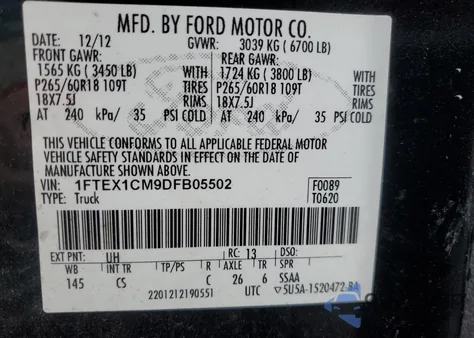 MFD. BY FORD MOTOR CO.
DATE: 12/12 GVWR: 3039 KG ( 6700 LB)
FRONT GAWR: REAR GAWR:
1565 KG ( 3450 LB) 1724 KG ( 3800 LB)
P265/60R18 109T TIRES P265/60R18 109T TIRES
18X7.5J RIMS 18X7.5J RIMS
AT 240 kPa/ 35 PSI COLD AT 240 kPa/ 35 PSI COLD
THIS VEHICLE CONFORMS TO ALL APPLICABLE FEDERAL MOTOR
VEHICLE SAFETY STANDARDS IN EFFECT ON THE DATE OF
MANUFACTURE SHOWN ABOVE.
VIN: 1FTEX1CM9DFB05502 F0089
TYPE: Truck T0620
EXT PNT: UH RC: 13 DSO:
WB INT TR TP/PS R AXLE TR SPR
145 CS C 26 6 SSAA
2201212190551 UTC ▽5U5A-1520472-BA